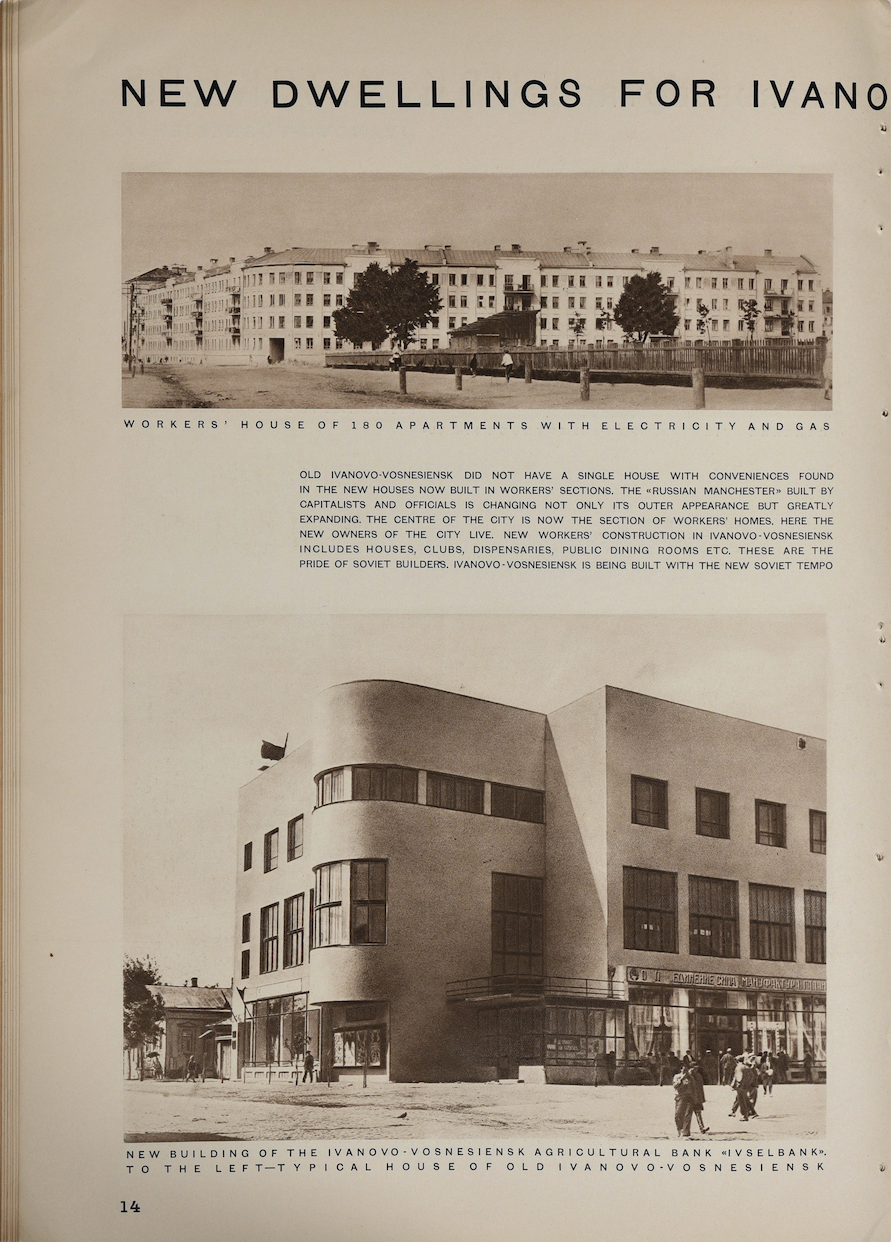 NEW DWELLINGS FOR IVANO
WORKERS' HOUSE OF 180 APARTMENTS WITH ELECTRICITY AND GAS
OLD IVANOVO-VOSNESIENSK DID NOT HAVE A SINGLE HOUSE WITH CONVENIENCES FOUND
IN THE NEW HOUSES NOW BUILT IN WORKERS' SECTIONS. THE «RUSSIAN MANCHESTER» BUILT BY
CAPITALISTS AND OFFICIALS IS CHANGING NOT ONLY ITS OUTER APPEARANCE BUT GREATLY
EXPANDING. THE CENTRE OF THE CITY IS NOW THE SECTION OF WORKERS' HOMES. HERE THE
NEW OWNERS OF THE CITY LIVE. NEW WORKERS' CONSTRUCTION IN IVANOVO-VOSNESIENSK
INCLUDES HOUSES, CLUBS, DISPENSARIES, PUBLIC DINING ROOMS ETC. THESE ARE THE
PRIDE OF SOVIET BUILDERS. IVANOVO-VOSNESIENSK IS BEING BUILT WITH THE NEW SOVIET TEMPO
ЕДИНЕНИЕ СИЛА МАНУФАКТУРА
NEW BUILDING OF THE IVANOVO-VOSNESIENSK AGRICULTURAL BANK «IVSELBANK».
TO THE LEFT—TYPICAL HOUSE OF OLD IVANOVO-VOSNESIENSK
14